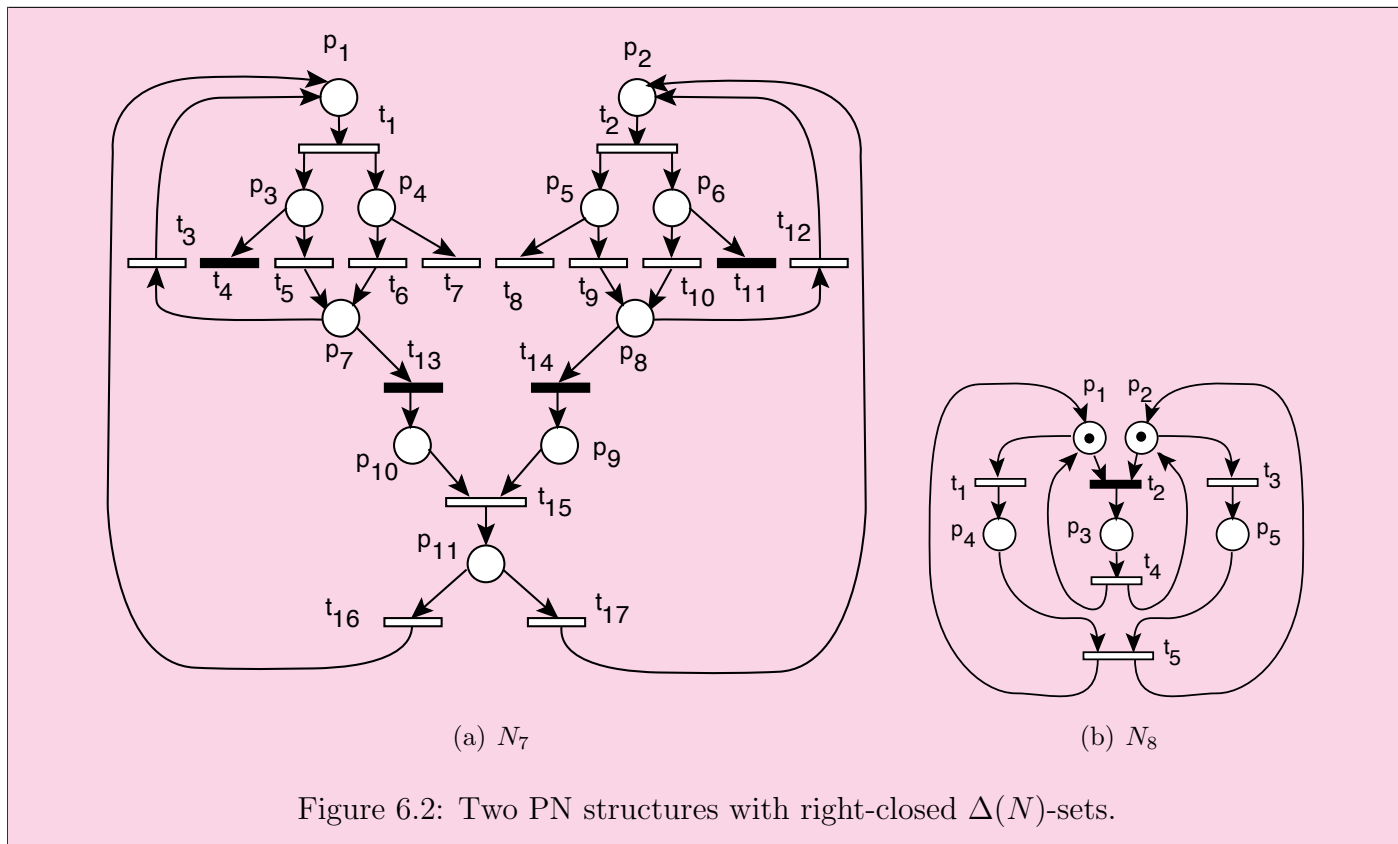 p1
p2
t1
t2
p3
p4
p5
p6
t3
t12
t4
t5
t6
t7
t8
t9
t10
t11
p7
t13
t14
p8
p10
p9
t15
p11
t16
t17
(a) N7
p1
p2
t1
t2
t3
p4
p3
p5
t4
t5
(b) N8
Figure 6.2: Two PN structures with right-closed Δ(N)-sets.